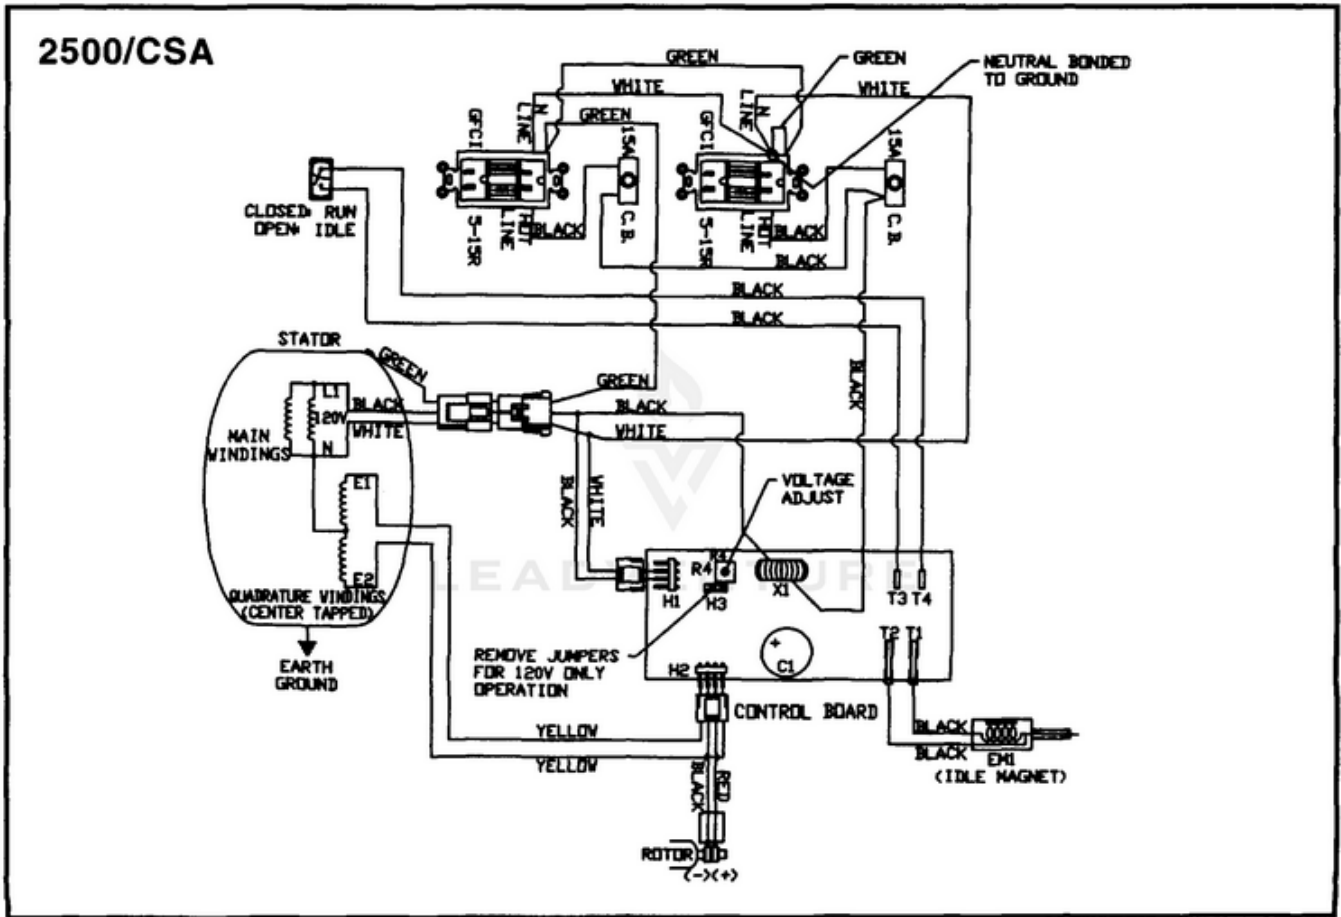 2500/CSA
GREEN
GREEN
NEUTRAL BONDED
TO GROUND
WHITE
WHITE
LINE
N
GREEN
LINE
N
GFCI
15A
GFCI
15A
CLOSED: RUN
OPEN: IDLE
5-15R
LINE
HOT
BLACK
C.B.
5-15R
LINE
HOT
BLACK
C.B.
BLACK
BLACK
BLACK
STATOR
GREEN
GREEN
BLACK
L1
BLACK
BLACK
120V
WHITE
WHITE
MAIN
WINDINGS
N
E1
BLACK
WHITE
VOLTAGE
ADJUST
LEADVENTURE
R4
R4
H1
H3
X1
T3 T4
E2
QUADRATURE WINDINGS
(CENTER TAPPED)
T2 T1
+
C1
EARTH
GROUND
REMOVE JUMPERS
FOR 120V ONLY
OPERATION
H2
CONTROL BOARD
YELLOW
YELLOW
BLACK
BLACK
EM1
(IDLE MAGNET)
BLACK
RED
ROTOR
(-)(+)